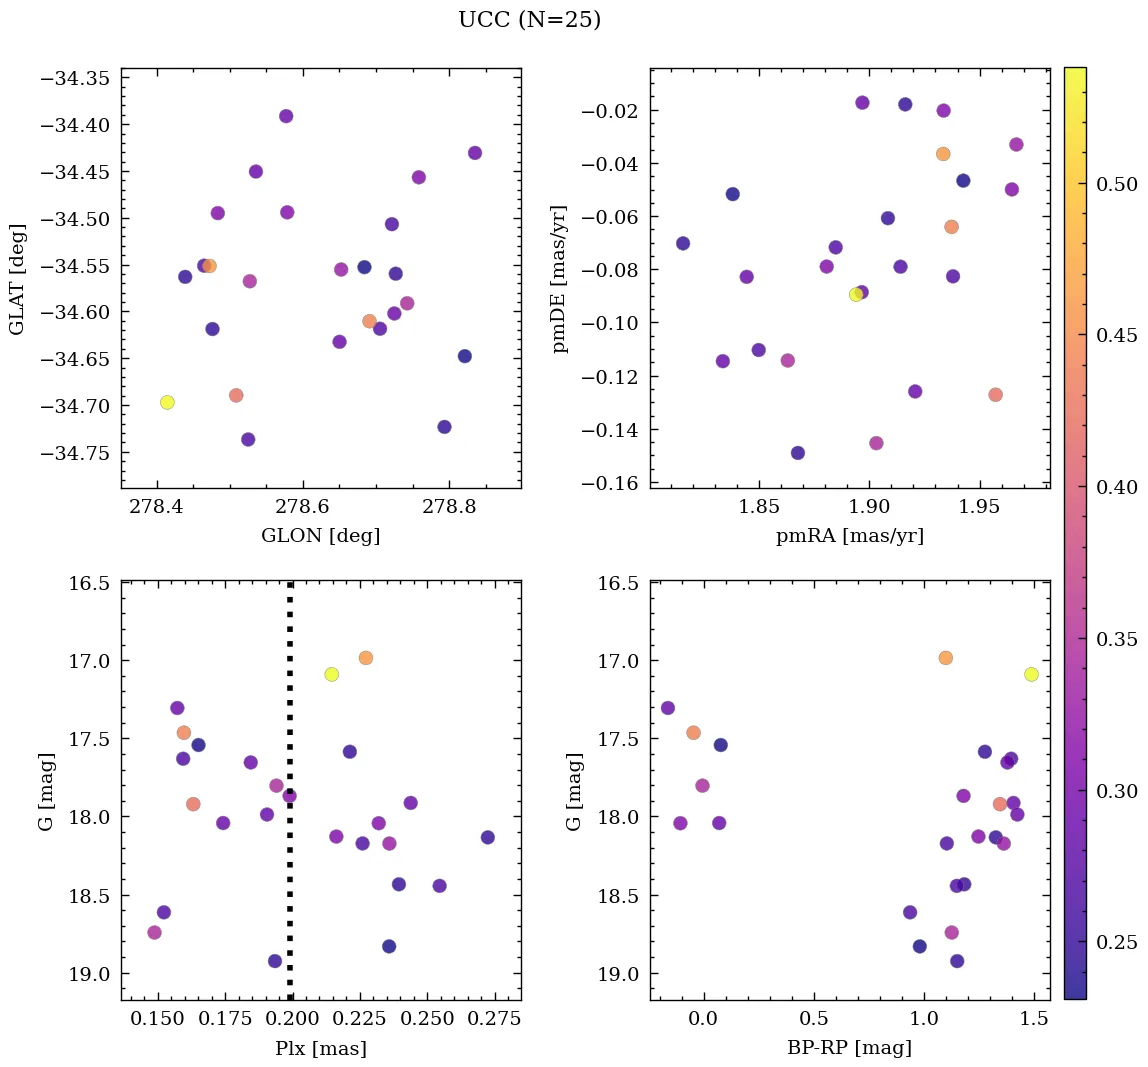 UCC (N=25)
−34.35
−34.40
−34.45
−34.50
−34.55
−34.60
−34.65
−34.70
−34.75
GLAT [deg]
278.4 278.6 278.8
GLON [deg]
−0.02
−0.04
−0.06
−0.08
−0.10
−0.12
−0.14
−0.16
pmDE [mas/yr]
1.85 1.90 1.95
pmRA [mas/yr]
0.50
0.45
0.40
0.35
0.30
0.25
16.5
17.0
17.5
18.0
18.5
19.0
G [mag]
0.150 0.175 0.200 0.225 0.250 0.275
Plx [mas]
16.5
17.0
17.5
18.0
18.5
19.0
G [mag]
0.0 0.5 1.0 1.5
BP-RP [mag]